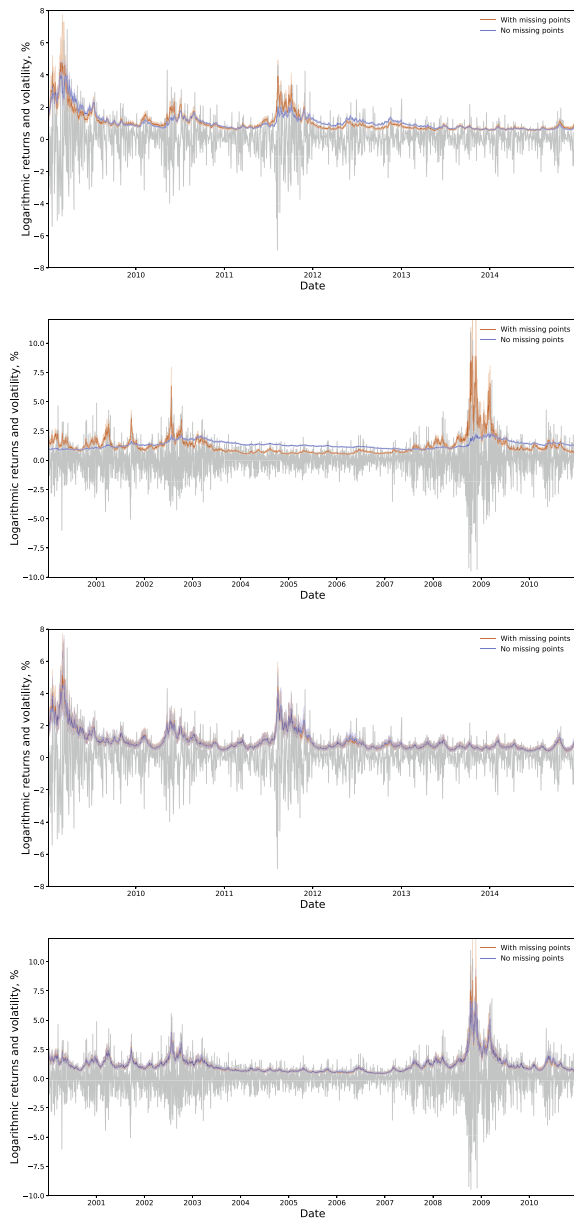 8
6
4
2
0
−2
−4
−6
−8
Logarithmic returns and volatility, %
With missing points
No missing points
2010 2011 2012 2013 2014
Date
10.0
7.5
5.0
2.5
0.0
−2.5
−5.0
−7.5
−10.0
Logarithmic returns and volatility, %
With missing points
No missing points
2001 2002 2003 2004 2005 2006 2007 2008 2009 2010
Date
8
6
4
2
0
−2
−4
−6
−8
Logarithmic returns and volatility, %
With missing points
No missing points
2010 2011 2012 2013 2014
Date
10.0
7.5
5.0
2.5
0.0
−2.5
−5.0
−7.5
−10.0
Logarithmic returns and volatility, %
With missing points
No missing points
2001 2002 2003 2004 2005 2006 2007 2008 2009 2010
Date